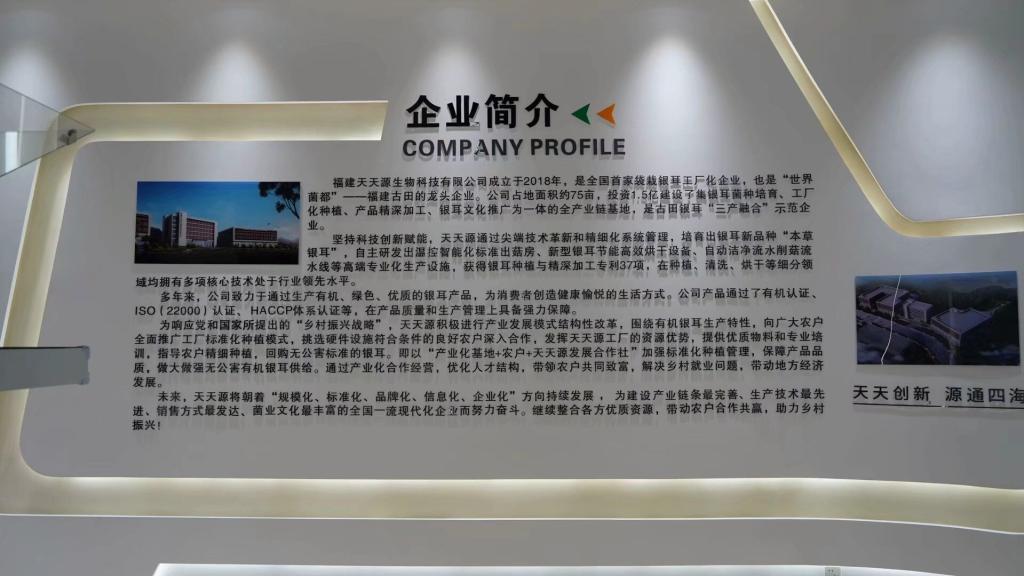 企业简介
COMPANY PROFILE
福建天天源生物科技有限公司成立于2018年，是全国首家袋栽银耳工厂化企业，也是“世界
菌都”——福建古田的龙头企业。公司占地面积约75亩，投资1.5亿建设了集银耳菌种培育、工厂
化种植、产品精深加工、银耳文化推广为一体的全产业链基地，是古田银耳“三产融合”示范企
业。
坚持科技创新赋能，天天源通过尖端技术革新和精细化系统管理，培育出银耳新品种“本草
银耳”，自主研发出温控智能化标准出菇房、新型银耳节能高效烘干设备、自动洁净流水削菇流
水线等高端专业化生产设施，获得银耳种植与精深加工专利37项，在种植、清洗、烘干等细分领
域均拥有多项核心技术处于行业领先水平。
多年来，公司致力于通过生产有机、绿色、优质的银耳产品，为消费者创造健康愉悦的生活方式。公司产品通过了有机认证、
ISO（22000）认证、HACCP体系认证等，在产品质量和生产管理上具备强力保障。
为响应党和国家所提出的“乡村振兴战略”，天天源积极进行产业发展模式结构性改革，围绕有机银耳生产特性，向广大农户
全面推广工厂标准化种植模式，挑选硬件设施符合条件的良好农户深入合作，发挥天天源工厂的资源优势，提供优质物料和专业培
训，指导农户精细种植，回购无公害标准的银耳。即以“产业化基地+农户+天天源发展合作社”加强标准化种植管理，保障产品品
质，做大做强无公害有机银耳供给。通过产业化合作经营，优化人才结构，带领农户共同致富，解决乡村就业问题，带动地方经济
发展。
未来，天天源将朝着“规模化、标准化、品牌化、信息化、企业化”方向持续发展，为建设产业链条最完善、生产技术最先
进、销售方式最发达、菌业文化最丰富的全国一流现代化企业而努力奋斗。继续整合各方优质资源，带动农户合作共赢，助力乡村
振兴！
天天创新 源通四海